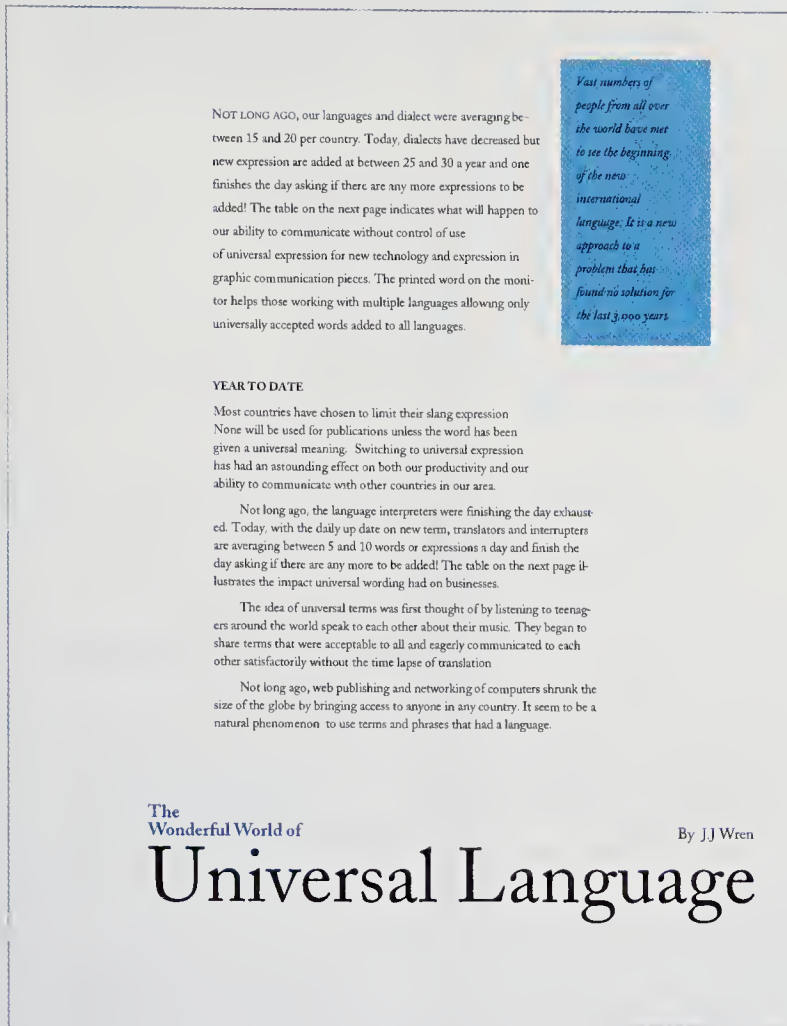 NOT LONG AGO, our languages and dialect were averaging be-
tween 15 and 20 per country. Today, dialects have decreased but
new expression are added at between 25 and 30 a year and one
finishes the day asking if there are any more expressions to be
added! The table on the next page indicates what will happen to
our ability to communicate without control of use
of universal expression for new technology and expression in
graphic communication pieces. The printed word on the moni-
tor helps those working with multiple languages allowing only
universally accepted words added to all languages.
Vast numbers of
people from all over
the world have met
to see the beginning
of the new
international
language. It is a new
approach to a
problem that has
found no solution for
the last 3,000 years
YEAR TO DATE
Most countries have chosen to limit their slang expression
None will be used for publications unless the word has been
given a universal meaning. Switching to universal expression
has had an astounding effect on both our productivity and our
ability to communicate with other countries in our area.
Not long ago, the language interpreters were finishing the day exhaust-
ed. Today, with the daily up date on new term, translators and interrupters
are averaging between 5 and 10 words or expressions a day and finish the
day asking if there are any more to be added! The table on the next page il-
lustrates the impact universal wording had on businesses.
The idea of universal terms was first thought of by listening to teenag-
ers around the world speak to each other about their music. They began to
share terms that were acceptable to all and eagerly communicated to each
other satisfactorily without the time lapse of translation
Not long ago, web publishing and networking of computers shrunk the
size of the globe by bringing access to anyone in any country. It seem to be a
natural phenomenon to use terms and phrases that had a language.
The
Wonderful World of
By J.J Wren
Universal Language